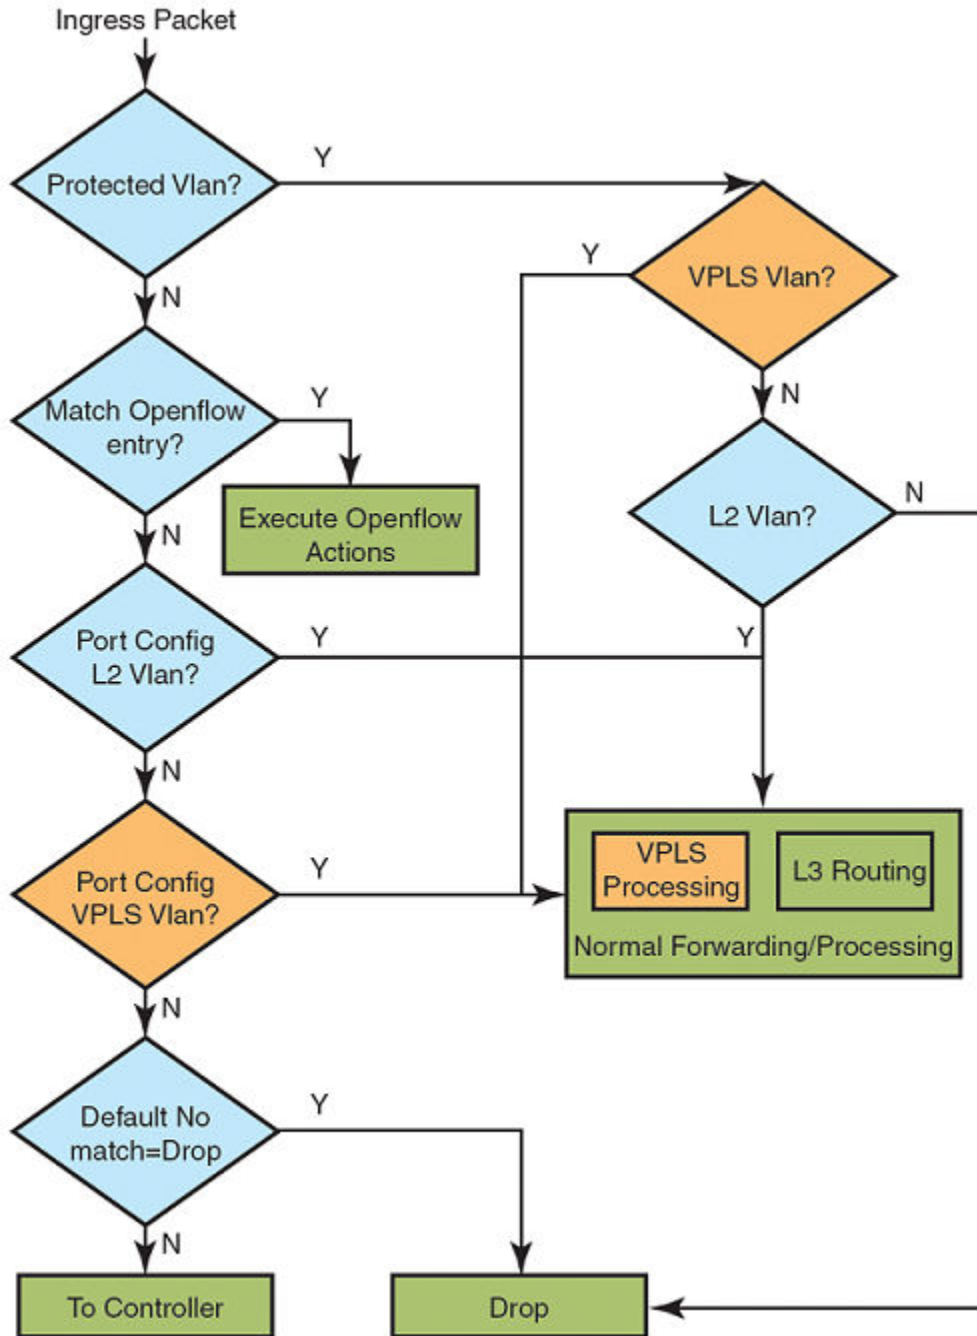 Ingress Packet
Protected Vlan?
Y
N
VPLS Vlan?
Y
N
Match Openflow
entry?
Y
N
Execute Openflow
Actions
L2 Vlan?
N
Y
Port Config
L2 Vlan?
Y
N
Port Config
VPLS Vlan?
Y
N
VPLS
Processing
L3 Routing
Normal Forwarding/Processing
Default No
match=Drop
Y
N
To Controller
Drop